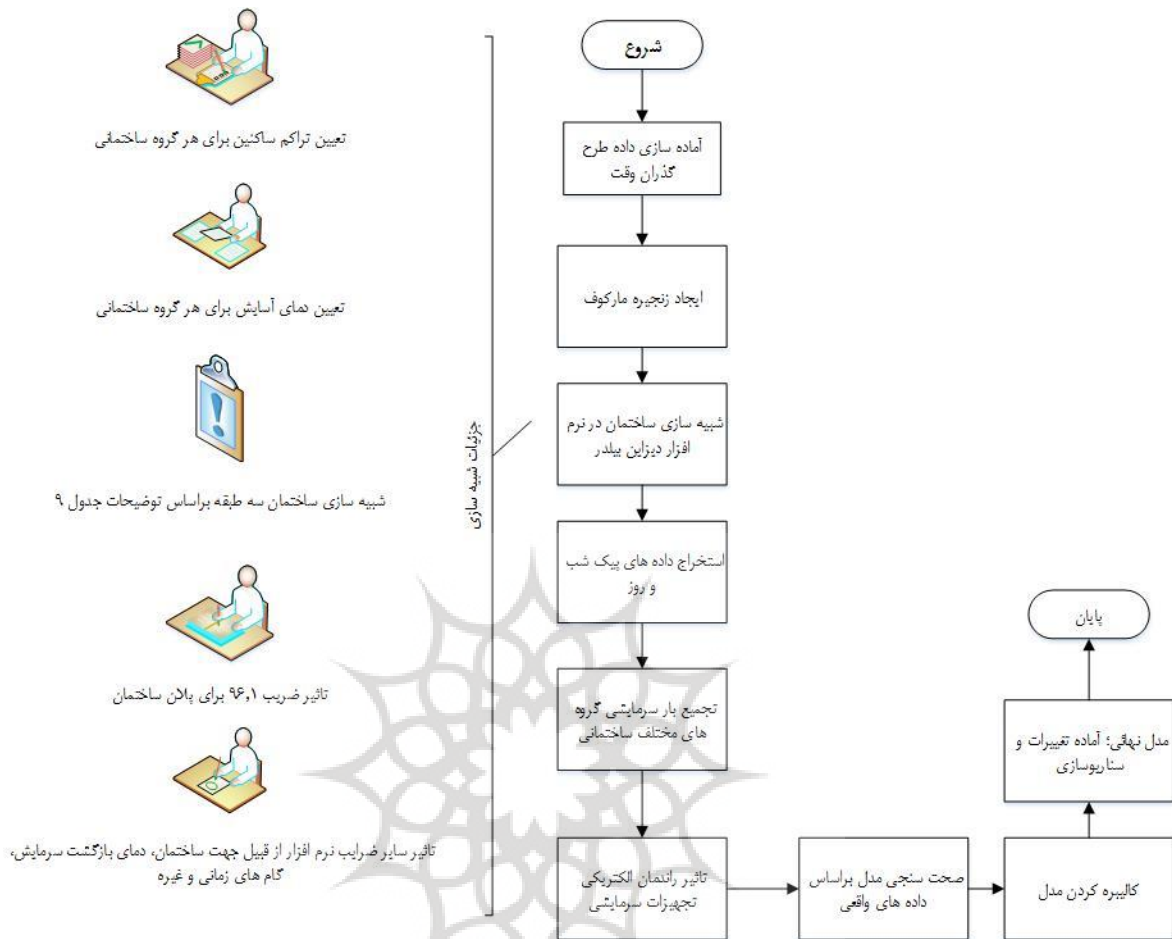 شروع
آماده سازی داده طرح
گذران وقت
ایجاد زنجیره مارکوف
شبیه سازی ساختمان در نرم
افزار دیزاین بیلدر
استخراج داده های پیک شب
و روز
تجمیع بار سرمایشی گروه
های مختلف ساختمانی
تاثیر راندمان الکتریکی
تجهیزات سرمایشی
صحت سنجی مدل براساس
داده های واقعی
کالیبره کردن مدل
مدل نهائی؛ آماده تغییرات و
سناریوسازی
پایان
جزئیات شبیه سازی
تعیین تراکم ساکنین برای هر گروه ساختمانی
تعیین دمای آسایش برای هر گروه ساختمانی
شبیه سازی ساختمان سه طبقه براساس توضیحات جدول ۹
تاثیر ضریب ۹۶,۱ برای پلان ساختمان
تاثیر سایر ضرایب نرم افزار از قبیل جهت ساختمان، دمای بازگشت سرمایش،
گام های زمانی و غیره